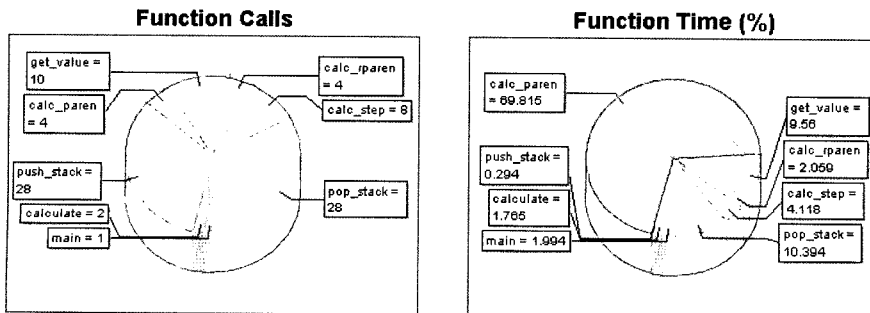 Function Calls
get_value =
10
calc_rparen
= 4
calc_paren
= 4
calc_step = 8
push_stack =
28
pop_stack =
28
calculate = 2
main = 1
Function Time (%)
calc_paren
= 69.815
get_value =
9.56
push_stack =
0.294
calc_rparen
= 2.059
calculate =
1.765
calc_step =
4.118
main = 1.994
pop_stack =
10.394